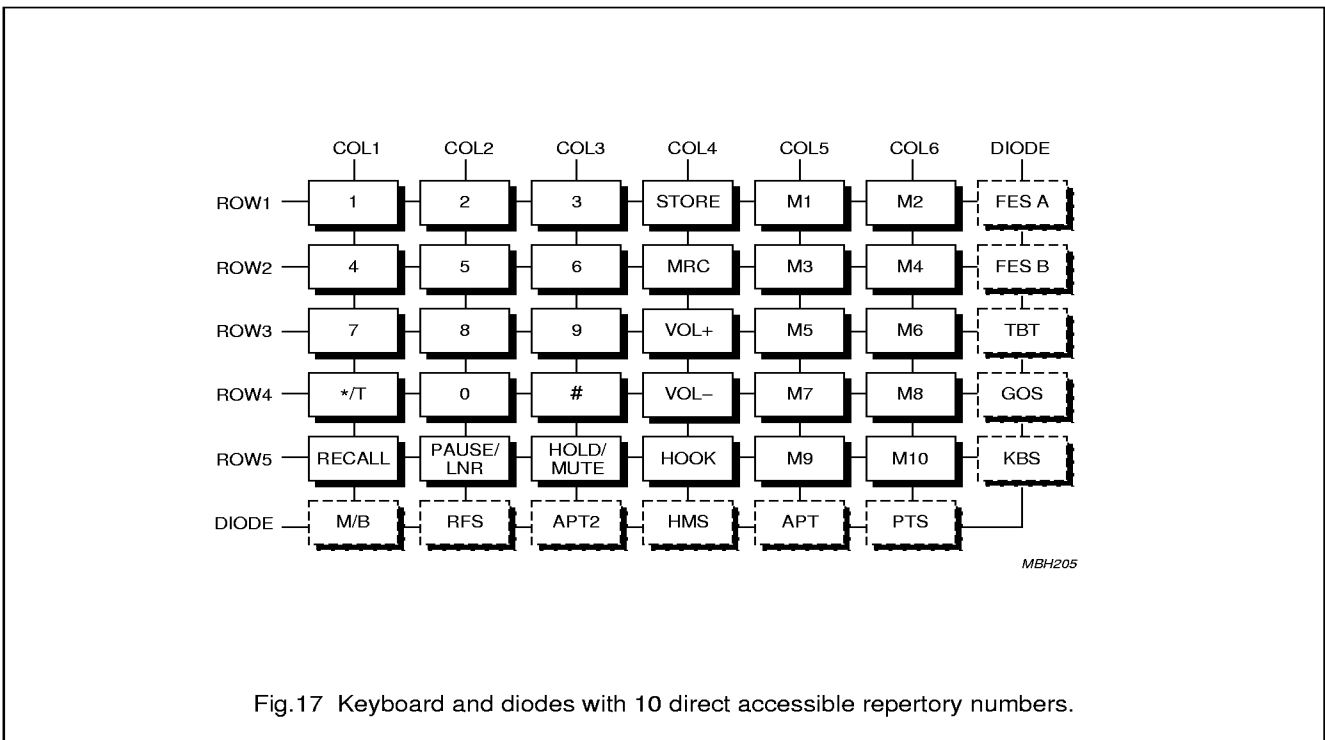 COL1 COL2 COL3 COL4 COL5 COL6 DIODE
ROW1 1 2 3 STORE M1 M2 FES A
ROW2 4 5 6 MRC M3 M4 FES B
ROW3 7 8 9 VOL+ M5 M6 TBT
ROW4 */T 0 # VOL− M7 M8 GOS
ROW5 RECALL PAUSE/ LNR HOLD/ MUTE HOOK M9 M10 KBS
DIODE M/B RFS APT2 HMS APT PTS
MBH205
Fig.17 Keyboard and diodes with 10 direct accessible repertory numbers.